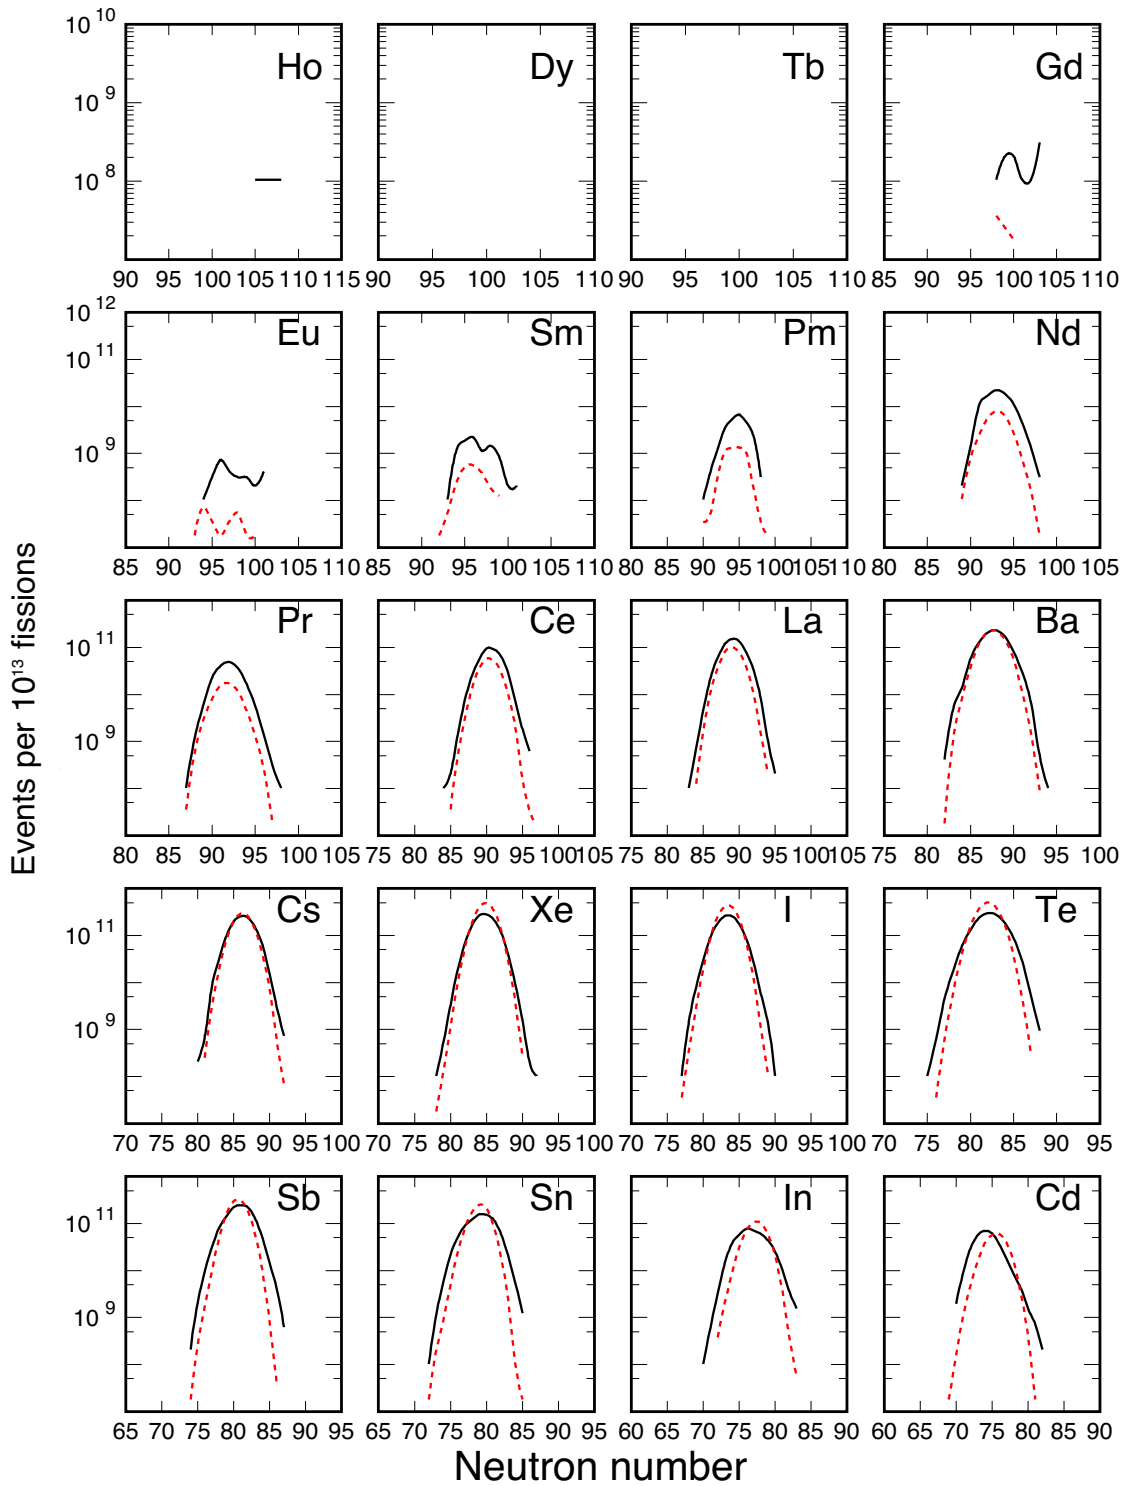 10^10
Ho Dy Tb Gd
10^9
10^8
90 95 100 105 110 115 90 95 100 105 110 90 95 100 105 110 85 90 95 100 105 110
10^12
Eu Sm Pm Nd
10^11
10^9
85 90 95 100 105 110 85 90 95 100 105 110 80 85 90 95 100 105 110 80 85 90 95 100 105
Pr Ce La Ba
10^11
10^9
80 85 90 95 100 105 75 80 85 90 95 100 105 75 80 85 90 95 100 105 75 80 85 90 95 100
Cs Xe I Te
10^11
10^9
70 75 80 85 90 95 100 70 75 80 85 90 95 100 70 75 80 85 90 95 100 70 75 80 85 90 95
Sb Sn In Cd
10^11
10^9
65 70 75 80 85 90 95 65 70 75 80 85 90 95 60 65 70 75 80 85 90 60 65 70 75 80 85 90
Neutron number
Events per 10^13 fissions